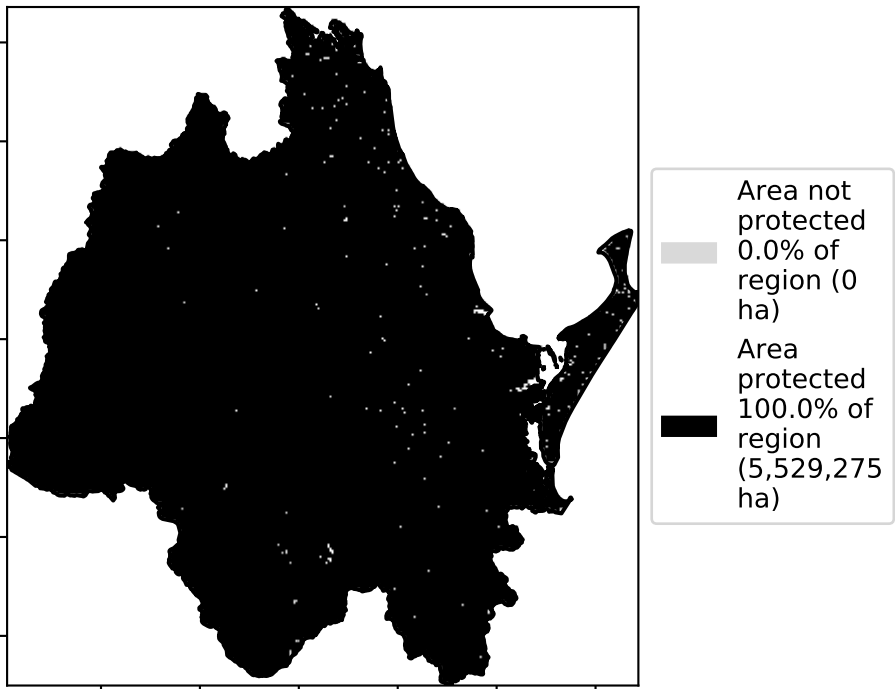 Area not
protected
0.0% of
region (0
ha)
Area
protected
100.0% of
region
(5,529,275
ha)